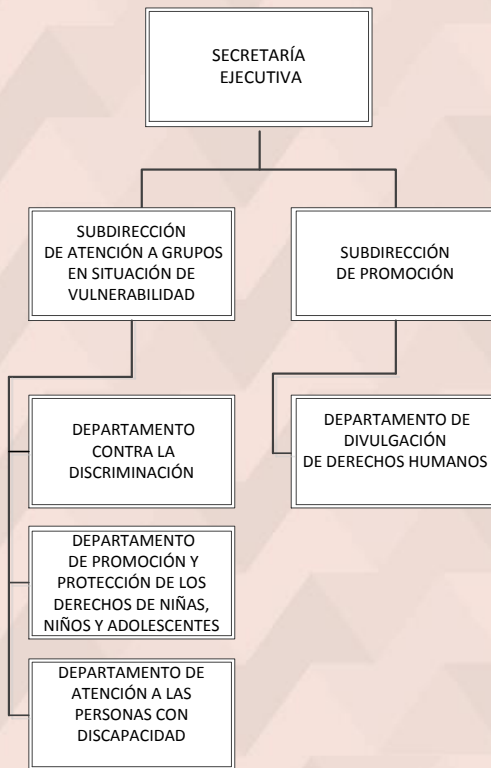 SECRETARÍA
EJECUTIVA
SUBDIRECCIÓN
DE ATENCIÓN A GRUPOS
EN SITUACIÓN DE
VULNERABILIDAD
SUBDIRECCIÓN
DE PROMOCIÓN
DEPARTAMENTO
CONTRA LA
DISCRIMINACIÓN
DEPARTAMENTO DE
DIVULGACIÓN
DE DERECHOS HUMANOS
DEPARTAMENTO
DE PROMOCIÓN Y
PROTECCIÓN DE LOS
DERECHOS DE NIÑAS,
NIÑOS Y ADOLESCENTES
DEPARTAMENTO DE
ATENCIÓN A LAS
PERSONAS CON
DISCAPACIDAD